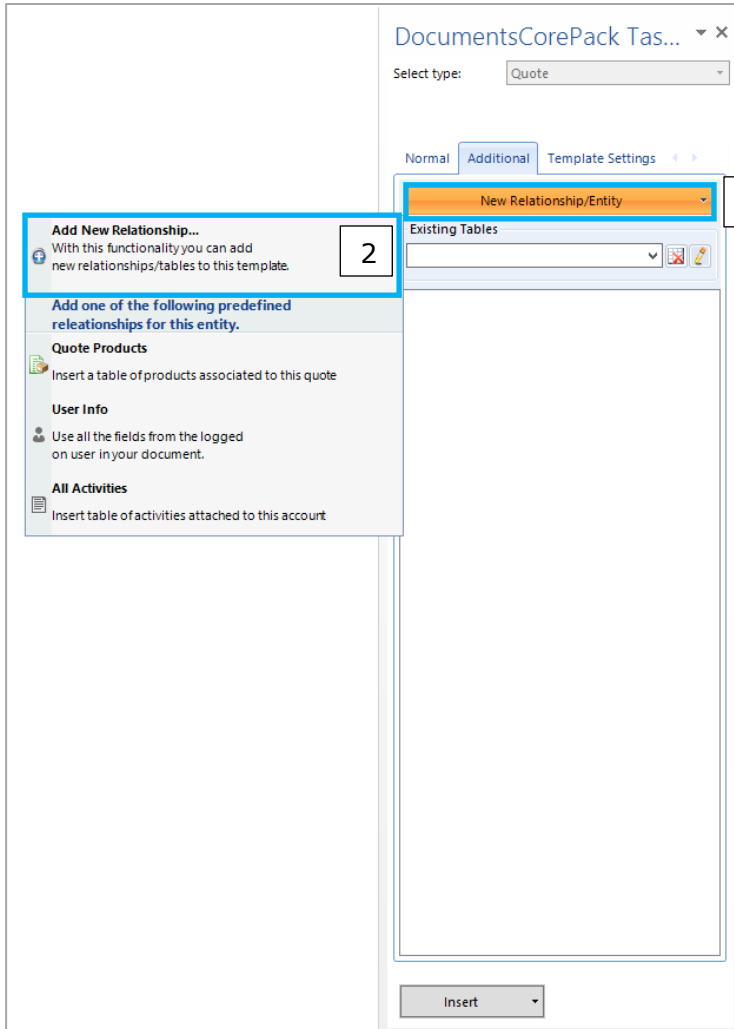 DocumentsCorePack Tas...
Select type:
Quote
Normal
Additional
Template Settings
New Relationship/Entity
Existing Tables
Add New Relationship...
With this functionality you can add
new relationships/tables to this template.
2
Add one of the following predefined
releationships for this entity.
Quote Products
Insert a table of products associated to this quote
User Info
Use all the fields from the logged
on user in your document.
All Activities
Insert table of activities attached to this account
Insert